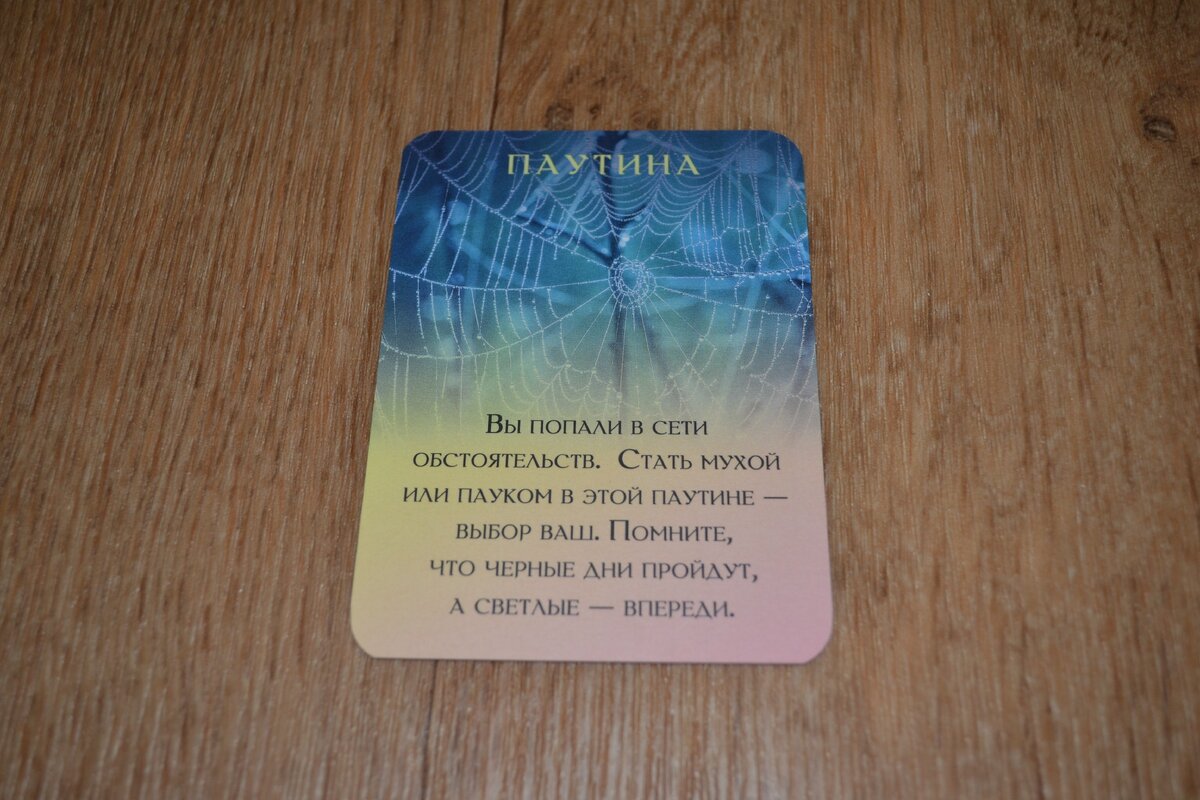 ПАУТИНА
Вы попали в сети
обстоятельств. Стать мухой
или пауком в этой паутине —
выбор ваш. Помните,
что черные дни пройдут,
а светлые — впереди.